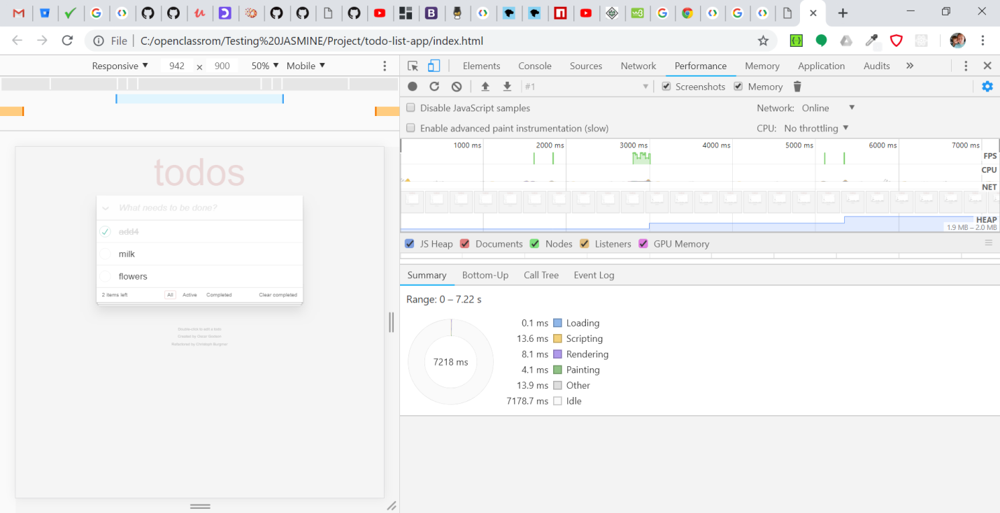 File C:/openclassrom/Testing%20JASMINE/Project/todo-list-app/index.html
Responsive 942 x 900 50% Mobile
Elements Console Sources Network Performance Memory Application Audits
#1 Screenshots Memory
Disable JavaScript samples Network: Online
Enable advanced paint instrumentation (slow) CPU: No throttling
1000 ms 2000 ms 3000 ms 4000 ms 5000 ms 6000 ms 7000 ms
FPS
CPU
NET
HEAP
1.9 MB – 2.0 MB
JS Heap Documents Nodes Listeners GPU Memory
Summary Bottom-Up Call Tree Event Log
Range: 0 – 7.22 s
7218 ms
0.1 ms Loading
13.6 ms Scripting
8.1 ms Rendering
4.1 ms Painting
13.9 ms Other
7178.7 ms Idle
todos
What needs to be done?
add4
milk
flowers
2 items left All Active Completed Clear completed
Double-click to edit a todo
Created by Oscar Godson
Refactored by Christoph Burgmer